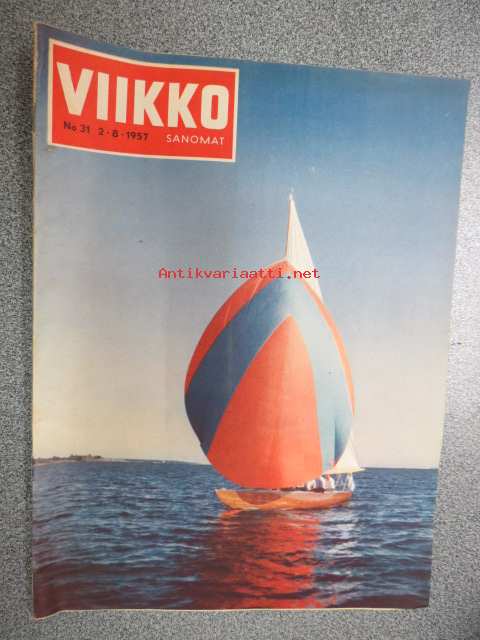 VIIKKO
No 31 2·8·1957 SANOMAT
Antikvariaatti.net